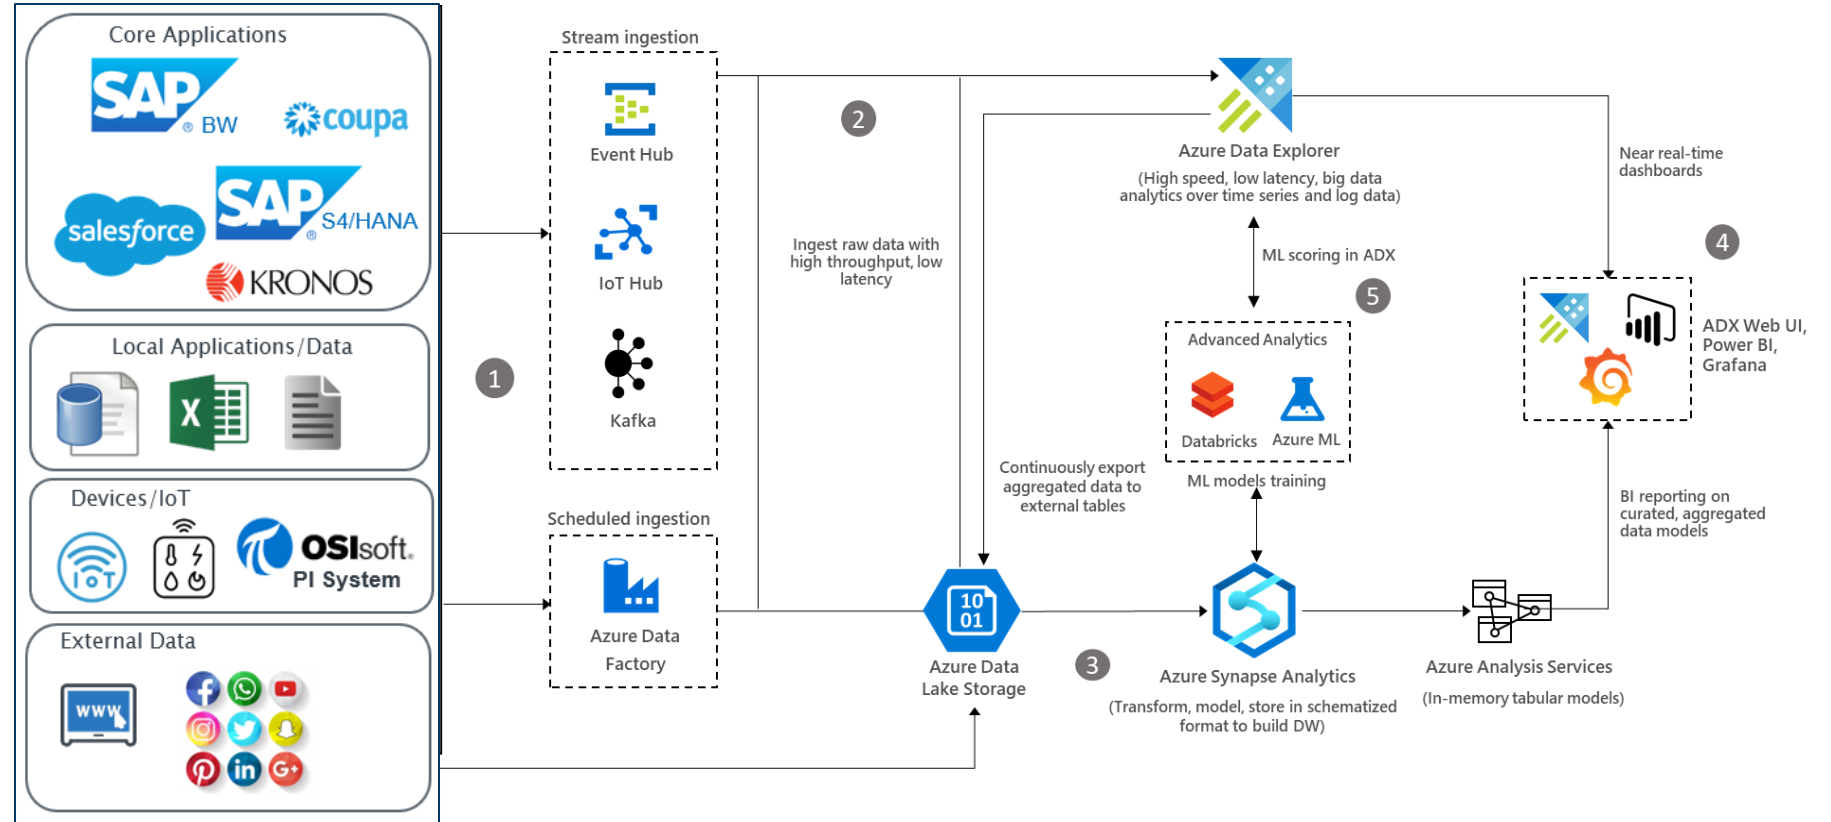 Core Applications
SAP
® BW
coupa
salesforce
SAP
® S4/HANA
KRONOS
Local Applications/Data
X
Devices/IoT
IoT
OSIsoft.
PI System
External Data
www
in
G+
1
Stream ingestion
Event Hub
IoT Hub
Kafka
Scheduled ingestion
Azure Data
Factory
2
Ingest raw data with
high throughput, low
latency
Continuously export
aggregated data to
external tables
10
01
Azure Data
Lake Storage
3
Azure Data Explorer
(High speed, low latency, big data
analytics over time series and log data)
ML scoring in ADX
5
Advanced Analytics
Databricks
Azure ML
ML models training
Azure Synapse Analytics
(Transform, model, store in schematized
format to build DW)
Azure Analysis Services
(In-memory tabular models)
Near real-time
dashboards
4
ADX Web UI,
Power BI,
Grafana
BI reporting on
curated, aggregated
data models